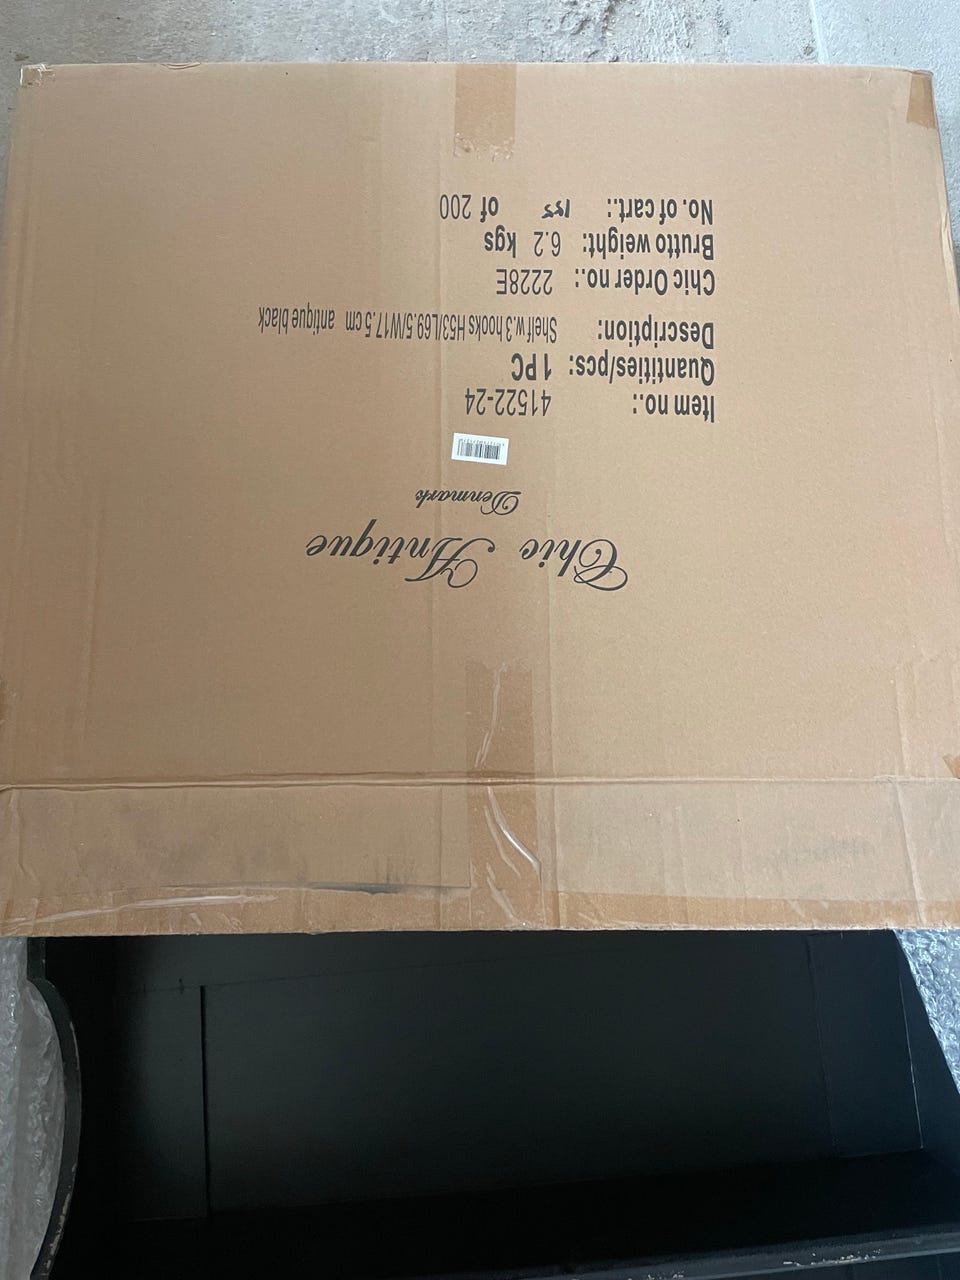 Chic Antique
Denmark
Item no.: 41522-24
Quantities/pcs: 1 PC
Description: Shelf w.3 hooks H53/L69.5/W17.5 cm antique black
Chic Order no.: 2228E
Brutto weight: 6.2 kgs
No. of cart.: 155 of 200